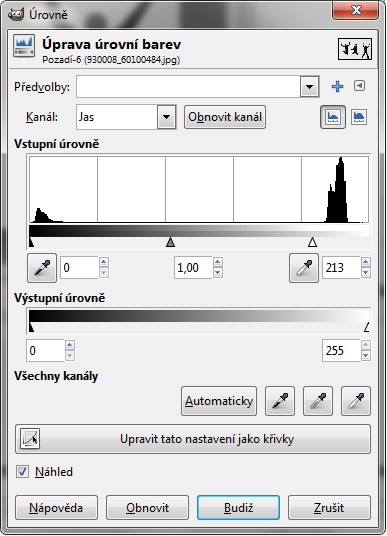 Úrovně
Úprava úrovní barev
Pozadí-6 (930008_60100484.jpg)
Předvolby:
Kanál: Jas Obnovit kanál
Vstupní úrovně
0 1,00 213
Výstupní úrovně
0 255
Všechny kanály
Automaticky
Upravit tato nastavení jako křivky
Náhled
Nápověda Obnovit Budiž Zrušit